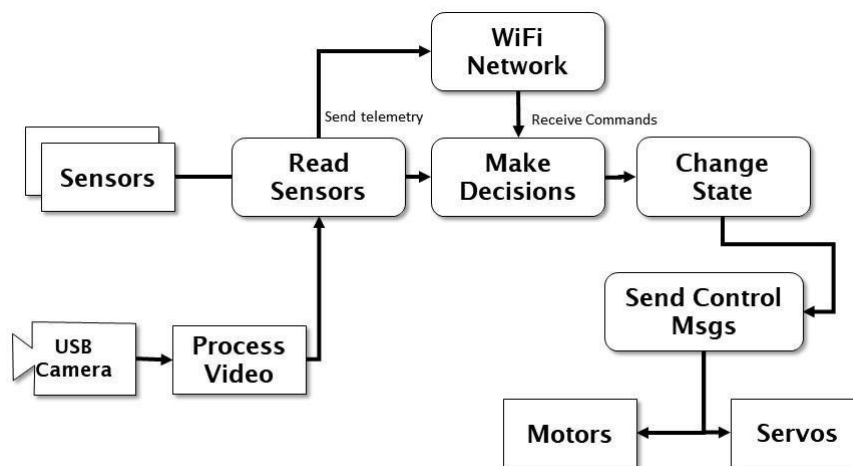 WiFi
Network
Send telemetry
Receive Commands
Sensors
Read
Sensors
Make
Decisions
Change
State
Send Control
Msgs
USB
Camera
Process
Video
Motors
Servos